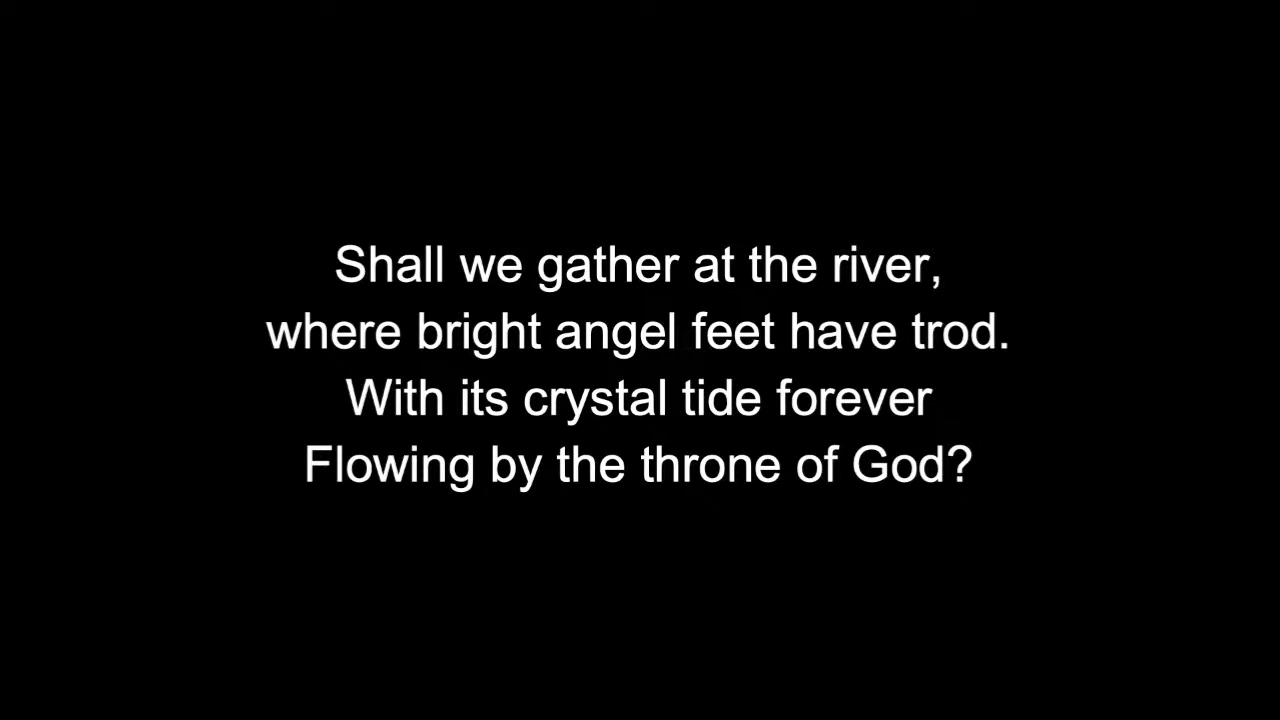 Shall we gather at the river,
where bright angel feet have trod.
With its crystal tide forever
Flowing by the throne of God?